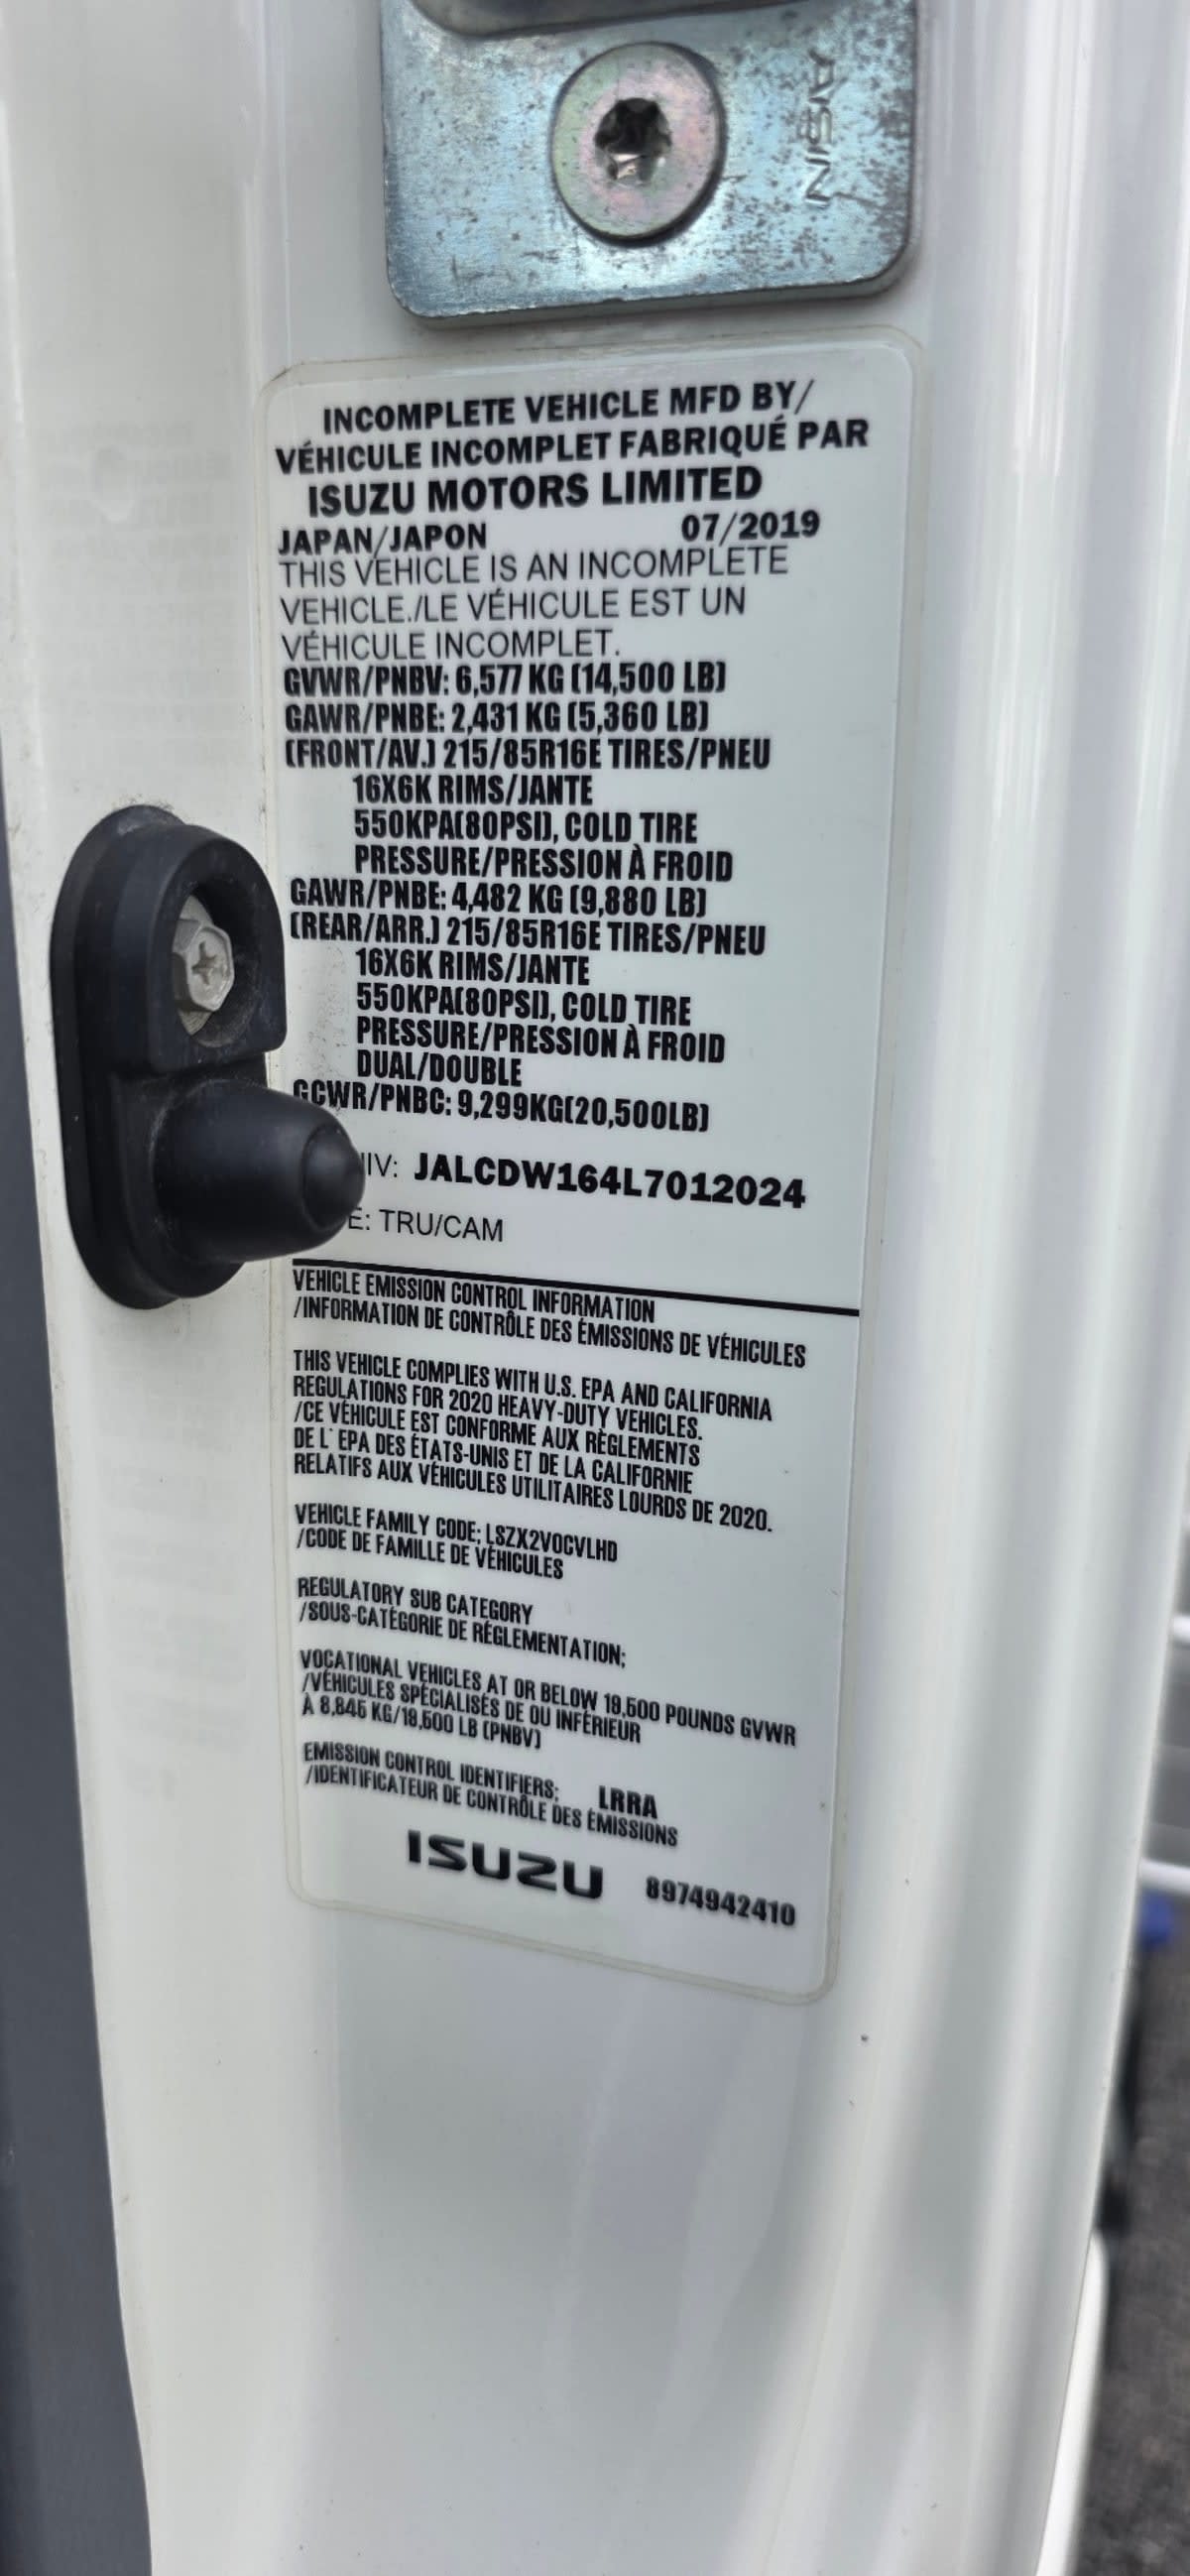 AISIN
INCOMPLETE VEHICLE MFD BY/
VÉHICULE INCOMPLET FABRIQUÉ PAR
ISUZU MOTORS LIMITED
JAPAN/JAPON 07/2019
THIS VEHICLE IS AN INCOMPLETE
VEHICLE./LE VÉHICULE EST UN
VÉHICULE INCOMPLET.
GVWR/PNBV: 6,577 KG (14,500 LB)
GAWR/PNBE: 2,431 KG (5,360 LB)
(FRONT/AV.) 215/85R16E TIRES/PNEU
16X6K RIMS/JANTE
550KPA(80PSI), COLD TIRE
PRESSURE/PRESSION À FROID
GAWR/PNBE: 4,482 KG (9,880 LB)
(REAR/ARR.) 215/85R16E TIRES/PNEU
16X6K RIMS/JANTE
550KPA(80PSI), COLD TIRE
PRESSURE/PRESSION À FROID
DUAL/DOUBLE
GCWR/PNBC: 9,299KG(20,500LB)
IV: JALCDW164L7012024
E: TRU/CAM
VEHICLE EMISSION CONTROL INFORMATION
/INFORMATION DE CONTRÔLE DES ÉMISSIONS DE VÉHICULES
THIS VEHICLE COMPLIES WITH U.S. EPA AND CALIFORNIA
REGULATIONS FOR 2020 HEAVY-DUTY VEHICLES.
/CE VÉHICULE EST CONFORME AUX RÈGLEMENTS
DE L' EPA DES ÉTATS-UNIS ET DE LA CALIFORNIE
RELATIFS AUX VÉHICULES UTILITAIRES LOURDS DE 2020.
VEHICLE FAMILY CODE; LSZX2VOCVLHD
/CODE DE FAMILLE DE VÉHICULES
REGULATORY SUB CATEGORY
/SOUS-CATÉGORIE DE RÉGLEMENTATION;
VOCATIONAL VEHICLES AT OR BELOW 19,500 POUNDS GVWR
/VÉHICULES SPÉCIALISÉS DE OU INFÉRIEUR
À 8,845 KG/19,500 LB (PNBV)
EMISSION CONTROL IDENTIFIERS; LRRA
/IDENTIFICATEUR DE CONTRÔLE DES ÉMISSIONS
ISUZU 8974942410